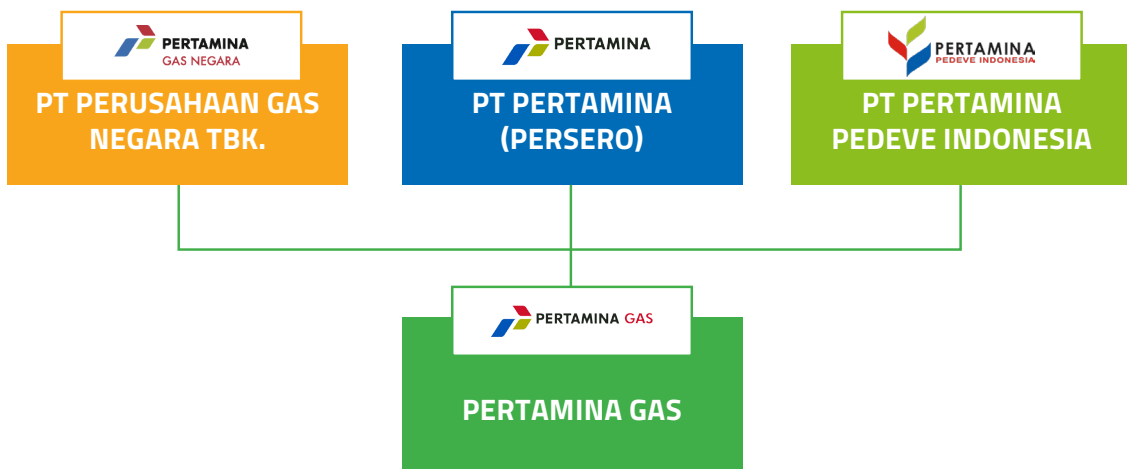 PERTAMINA
GAS NEGARA
PT PERUSAHAAN GAS
NEGARA TBK.
PERTAMINA
PT PERTAMINA
(PERSERO)
PERTAMINA
PEDEVE INDONESIA
PT PERTAMINA
PEDEVE INDONESIA
PERTAMINA GAS
PERTAMINA GAS